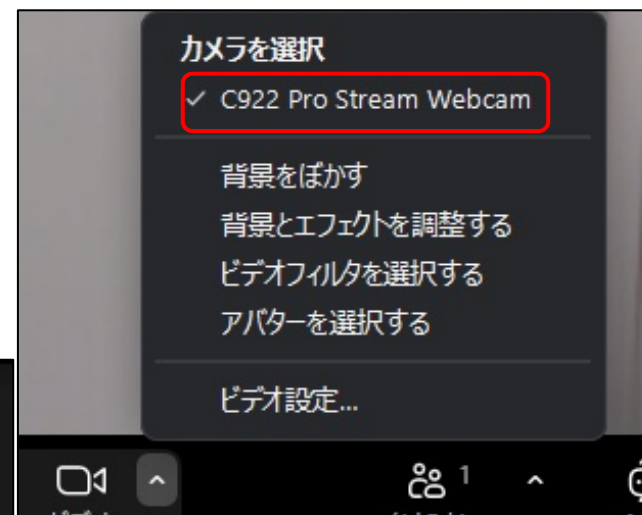 カメラを選択
✓ C922 Pro Stream Webcam
背景をぼかす
背景とエフェクトを調整する
ビデオフィルタを選択する
アバターを選択する
ビデオ設定...
1